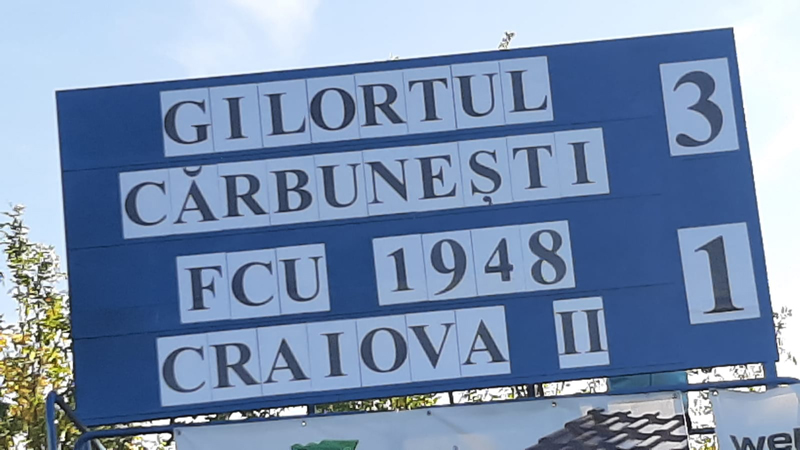 GILORTUL 3
CĂRBUNEȘTI
FCU 1948 1
CRAIOVA II